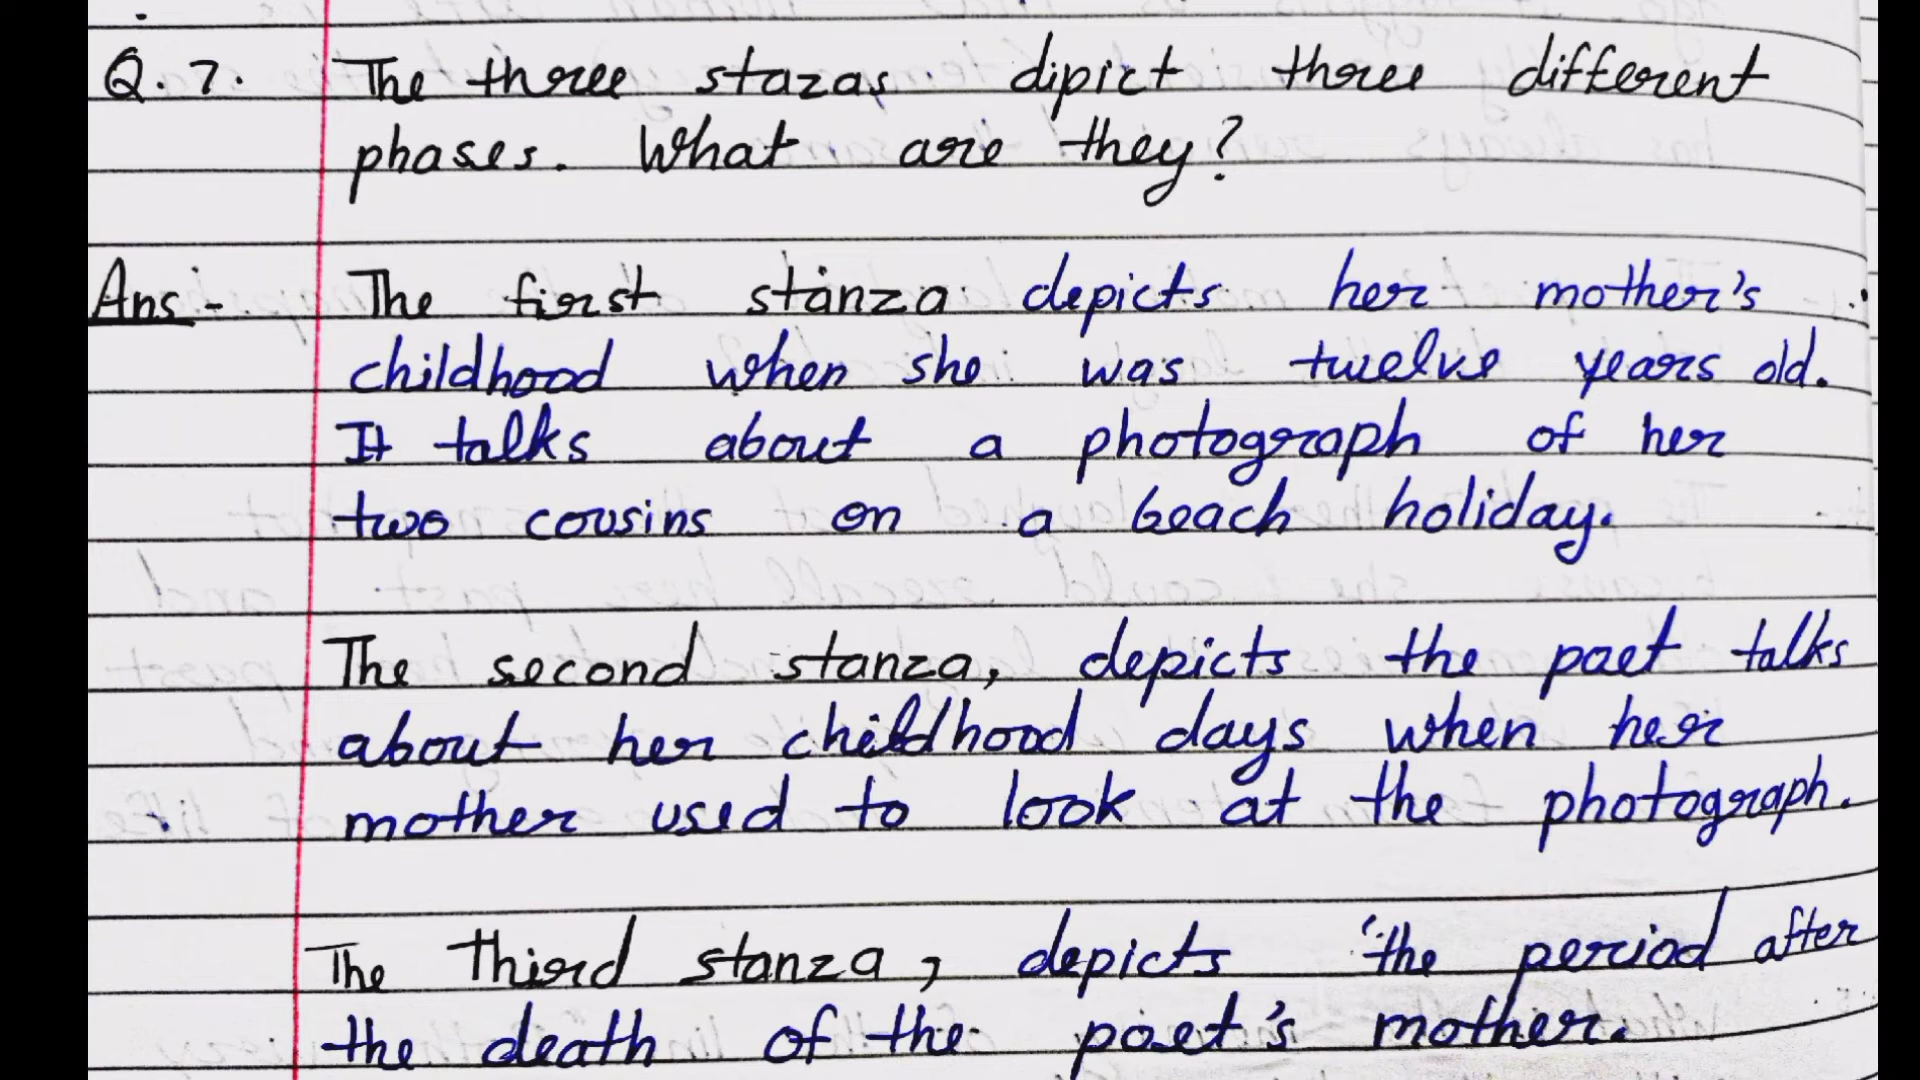 Q. 7. The three stazas dipict three different
phases. What are they?
Ans - The first stanza depicts her mother's
childhood when she was twelve years old.
It talks about a photograph of her
two cousins on a beach holiday.
The second stanza, depicts the poet talks
about her childhood days when her
mother used to look at the photograph.
The Third stanza, depicts the period after
the death of the poet's mother.